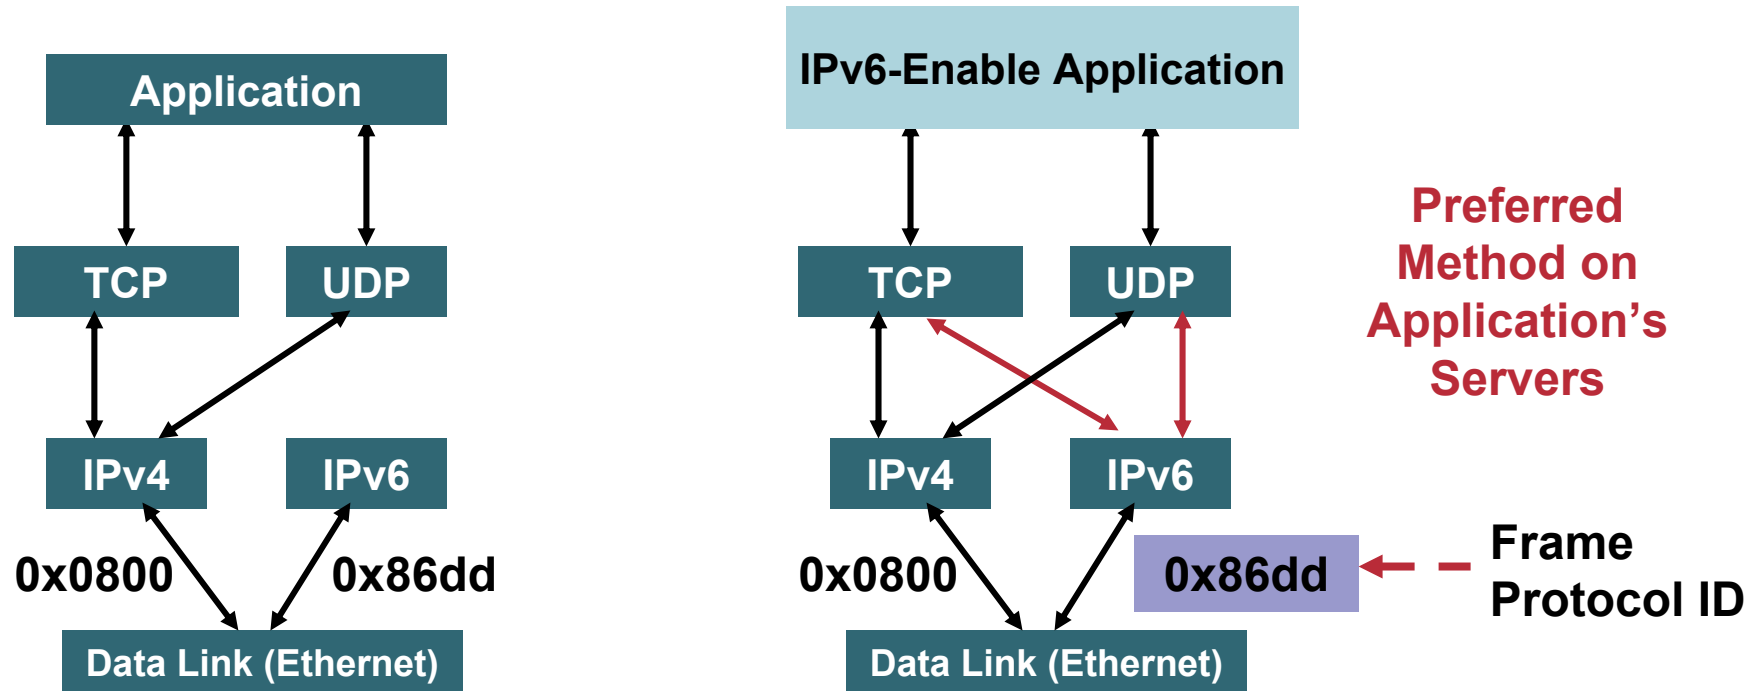 Application
TCP
UDP
IPv4
IPv6
0x0800
0x86dd
Data Link (Ethernet)
IPv6-Enable Application
TCP
UDP
IPv4
IPv6
0x0800
0x86dd
Data Link (Ethernet)
Preferred
Method on
Application’s
Servers
Frame
Protocol ID